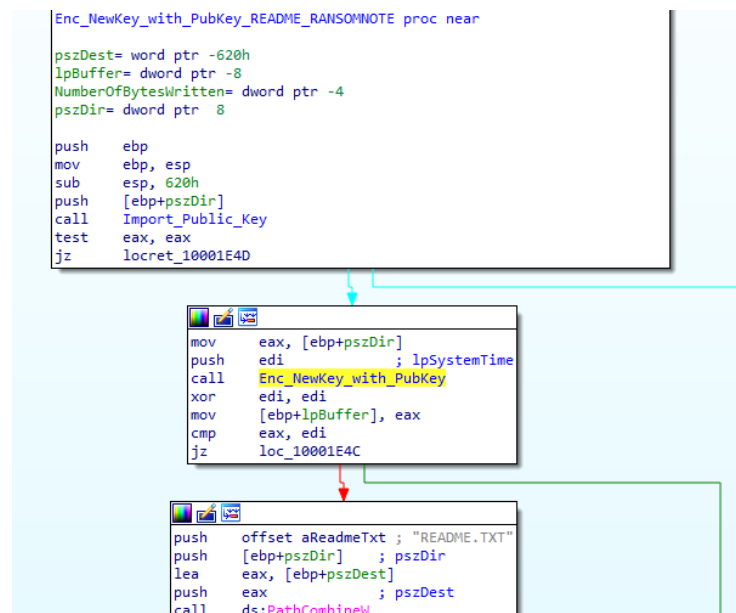 Enc_NewKey_with_PubKey_README_RANSOMNOTE proc near
pszDest= word ptr -620h
lpBuffer= dword ptr -8
NumberOfBytesWritten= dword ptr -4
pszDir= dword ptr  8
push    ebp
mov     ebp, esp
sub     esp, 620h
push    [ebp+pszDir]
call    Import_Public_Key
test    eax, eax
jz      locret_10001E4D
mov     eax, [ebp+pszDir]
push    edi             ; lpSystemTime
call    Enc_NewKey_with_PubKey
xor     edi, edi
mov     [ebp+lpBuffer], eax
cmp     eax, edi
jz      loc_10001E4C
push    offset aReadmeTxt ; "README.TXT"
push    [ebp+pszDir]    ; pszDir
lea     eax, [ebp+pszDest]
push    eax             ; pszDest
call    ds:PathCombineW